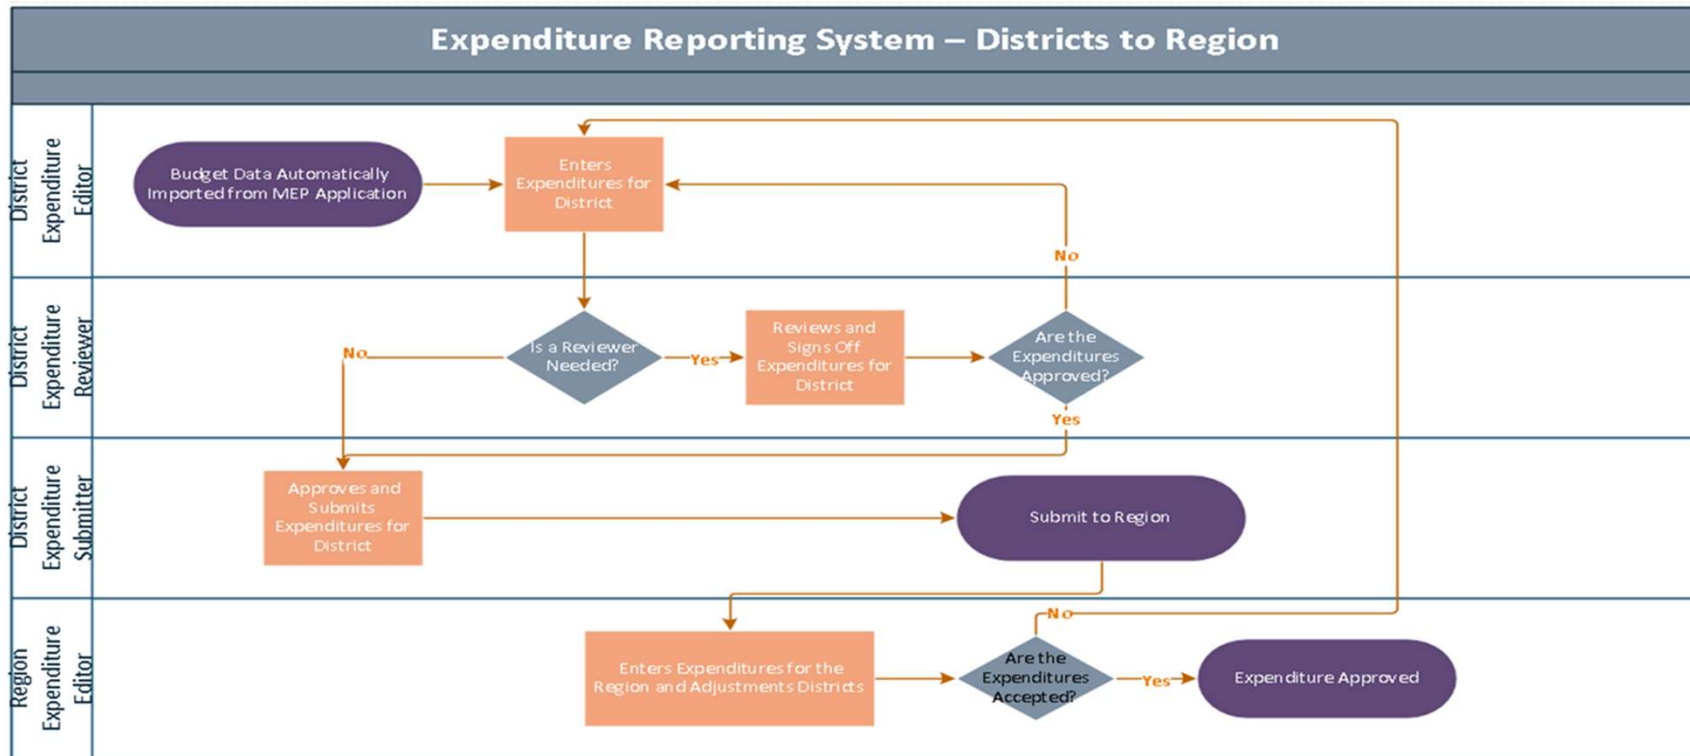 Expenditure Reporting System – Districts to Region
District
Expenditure
Editor
Budget Data Automatically
Imported from MEP Application
Enters
Expenditures for
District
No
District
Expenditure
Reviewer
No
Is a Reviewer
Needed?
Yes
Reviews and
Signs Off
Expenditures for
District
Are the
Expenditures
Approved?
Yes
District
Expenditure
Submitter
Approves and
Submits
Expenditures for
District
Submit to Region
Region
Expenditure
Editor
Enters Expenditures for the
Region and Adjustments Districts
Are the
Expenditures
Accepted?
No
Yes
Expenditure Approved